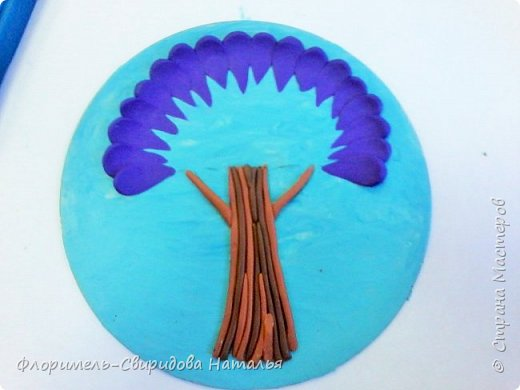 Флоримель-Свиридова Наталья
© Страна Мастеров